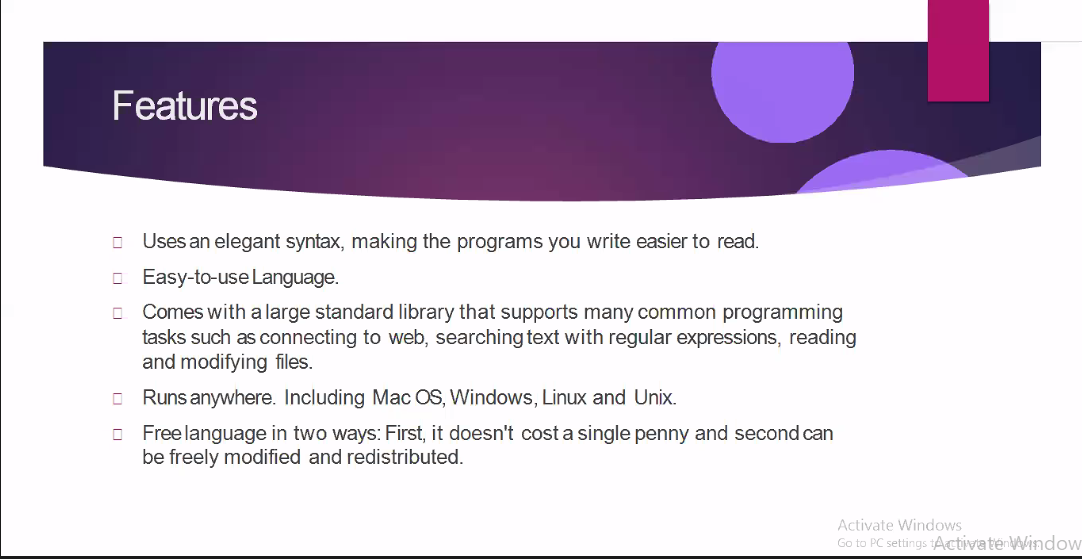 Features
Uses an elegant syntax, making the programs you write easier to read.
Easy-to-use Language.
Comes with a large standard library that supports many common programming
tasks such as connecting to web, searching text with regular expressions, reading
and modifying files.
Runs anywhere. Including Mac OS, Windows, Linux and Unix.
Free language in two ways: First, it doesn't cost a single penny and second can
be freely modified and redistributed.
Activate Windows
Go to PC settings to activate Windows.
Activate Window